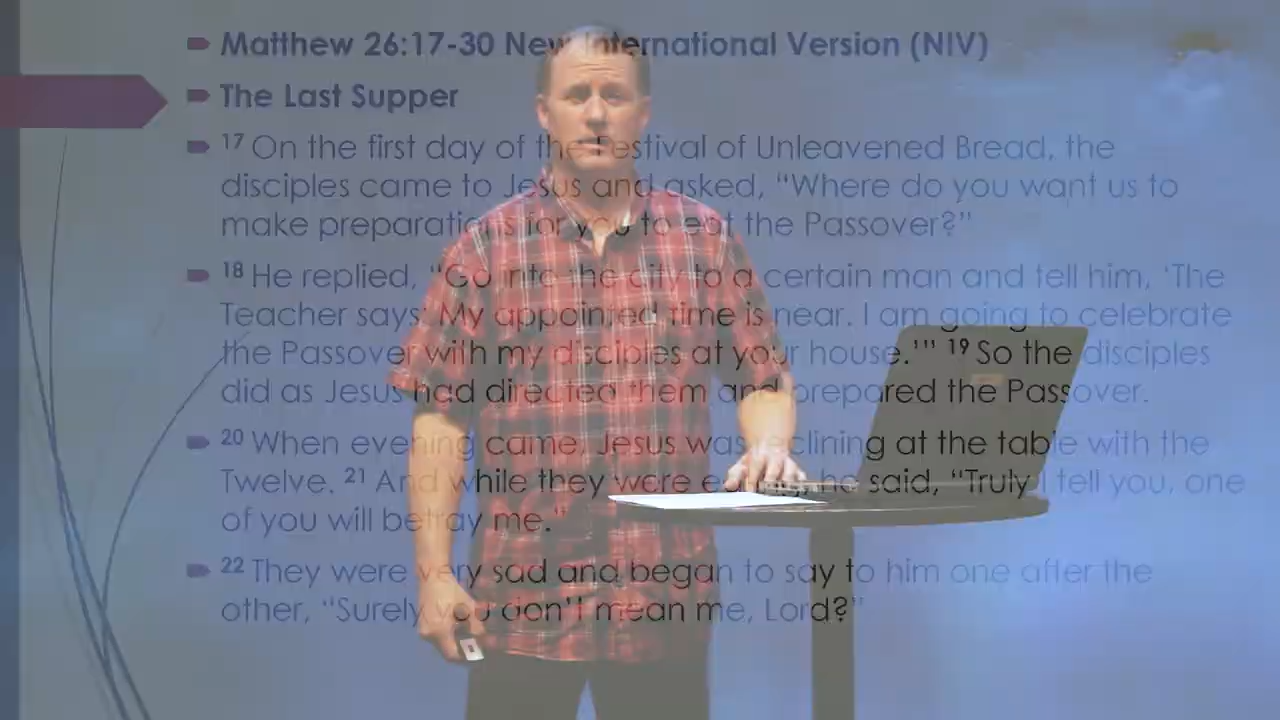 Matthew 26:17-30 New International Version (NIV)
The Last Supper
17 On the first day of the Festival of Unleavened Bread, the
disciples came to Jesus and asked, “Where do you want us to
make preparations for you to eat the Passover?”
18 He replied, “Go into the city to a certain man and tell him, ‘The
Teacher says: My appointed time is near. I am going to celebrate
the Passover with my disciples at your house.’” 19 So the disciples
did as Jesus had directed them and prepared the Passover.
20 When evening came, Jesus was reclining at the table with the
Twelve. 21 And while they were eating, he said, “Truly I tell you, one
of you will betray me.”
22 They were very sad and began to say to him one after the
other, “Surely you don’t mean me, Lord?”